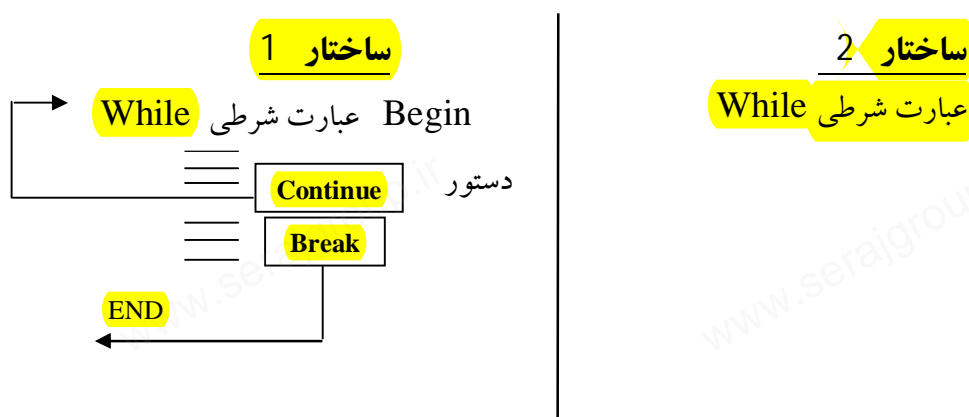 ساختار 1
While عبارت شرطی Begin
Continue
دستور
Break
END
ساختار 2
While عبارت شرطی